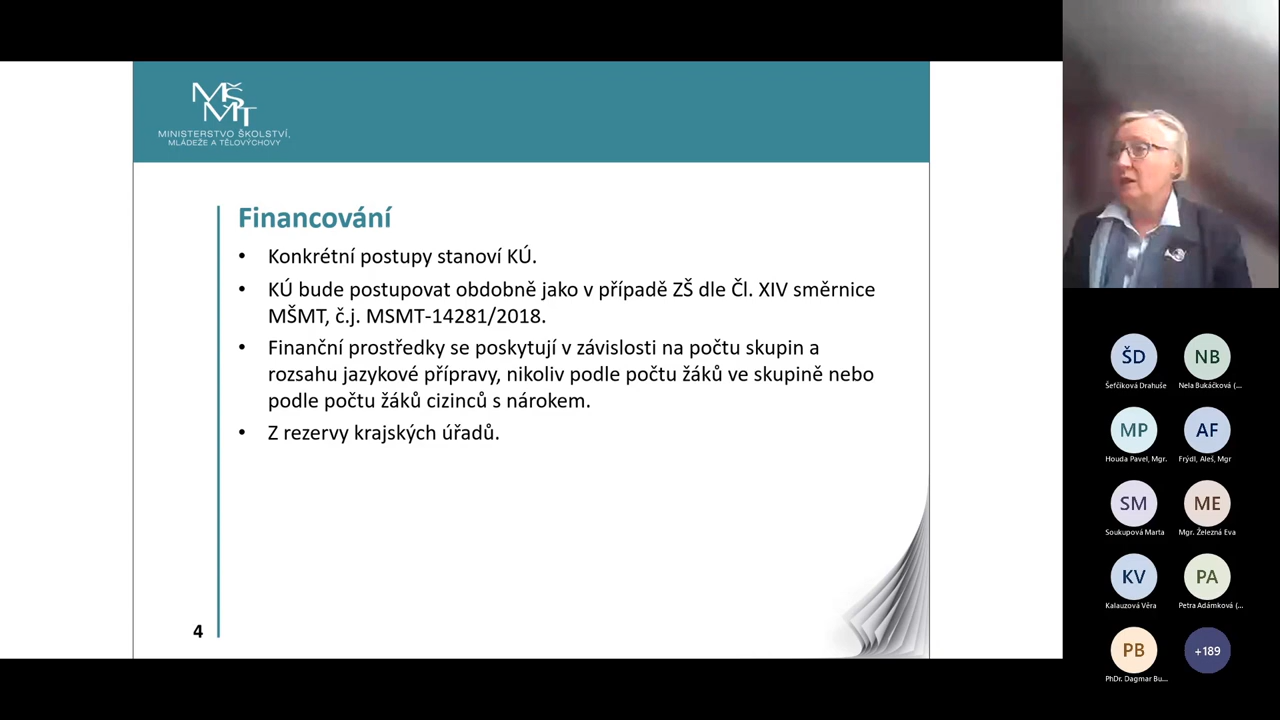 MŠMT
MINISTERSTVO ŠKOLSTVÍ,
MLÁDEŽE A TĚLOVÝCHOVY
Financování
• Konkrétní postupy stanoví KÚ.
• KÚ bude postupovat obdobně jako v případě ZŠ dle Čl. XIV směrnice
MŠMT, č.j. MSMT-14281/2018.
• Finanční prostředky se poskytují v závislosti na počtu skupin a
rozsahu jazykové přípravy, nikoliv podle počtu žáků ve skupině nebo
podle počtu žáků cizinců s nárokem.
• Z rezervy krajských úřadů.
4
ŠD NB
Šefčíková Drahuše Nela Bukáčková (...
MP AF
Houda Pavel, Mgr. Frýdl, Aleš, Mgr
SM ME
Soukupová Marta Mgr. Železná Eva
KV PA
Kalauzová Věra Petra Adámková (...
PB +189
PhDr. Dagmar Bu...